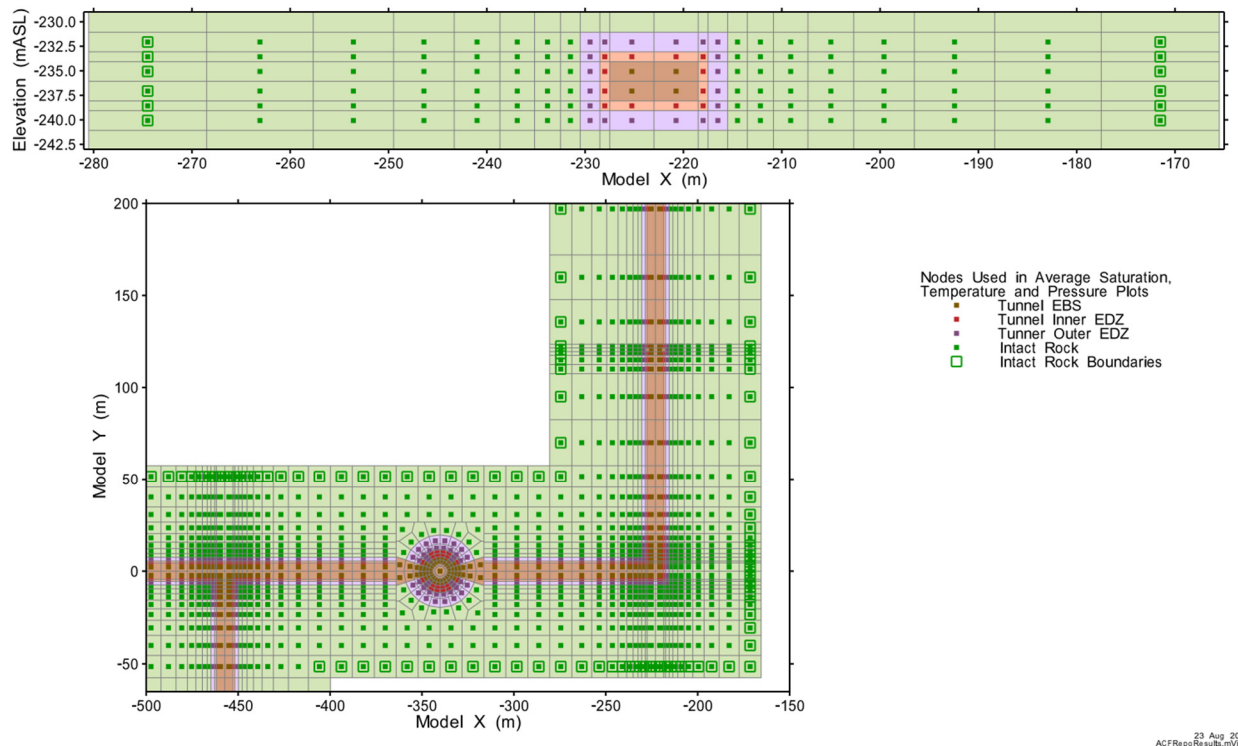 Elevation (mASL)
-230.0
-232.5
-235.0
-237.5
-240.0
-242.5
-280 -270 -260 -250 -240 -230 -220 -210 -200 -190 -180 -170
Model X (m)
Model Y (m)
200
150
100
50
0
-50
-500 -450 -400 -350 -300 -250 -200 -150
Model X (m)
Nodes Used in Average Saturation,
Temperature and Pressure Plots
Tunnel EBS
Tunnel Inner EDZ
Tunner Outer EDZ
Intact Rock
Intact Rock Boundaries
23 Aug 20
ACFRepoResults.mVi